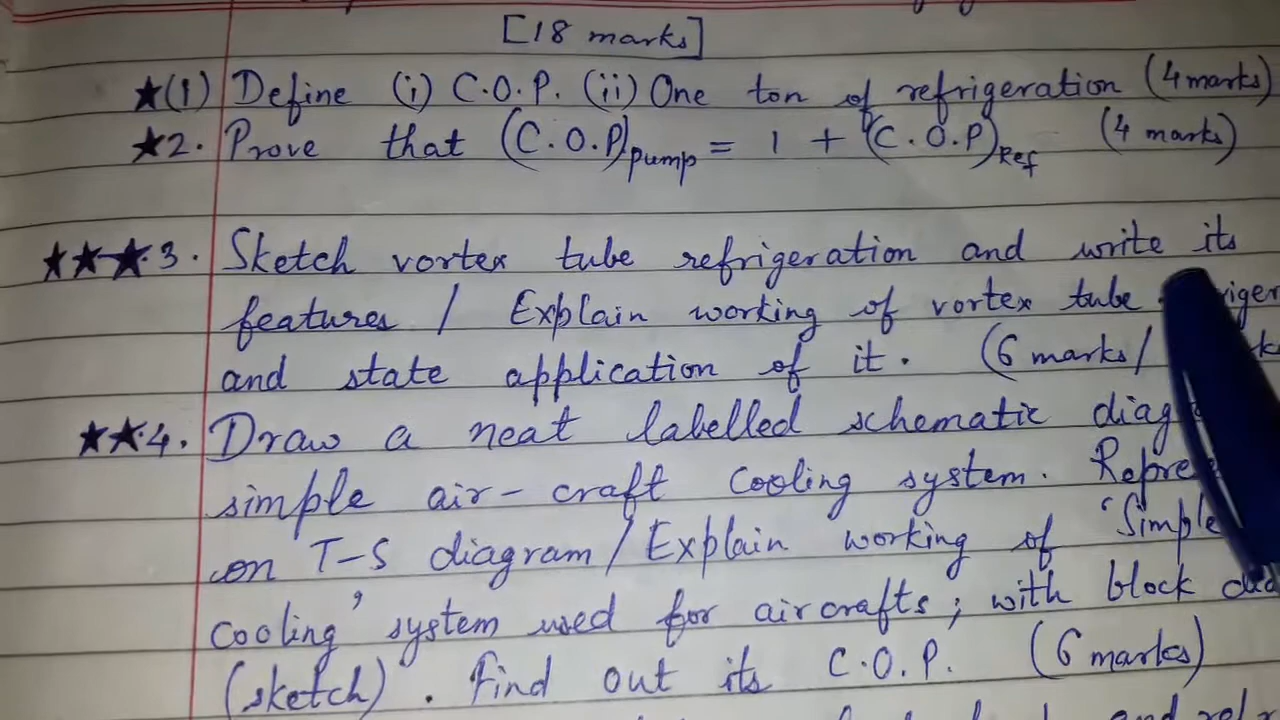 [18 marks]
★(1) Define (i) C.O.P. (ii) One ton of refrigeration (4 marks)
★2. Prove that (C.O.P)pump = 1 + (C.O.P)Ref (4 marks)
★★★3. Sketch vortex tube refrigeration and write its
features / Explain working of vortex tube
and state application of it. (6 marks/
★★4. Draw a neat labelled schematic
simple air-craft cooling system.
on T-S diagram / Explain working of 'Simple
cooling' system used for aircrafts; with block
(sketch). Find out its C.O.P. (6 marks)